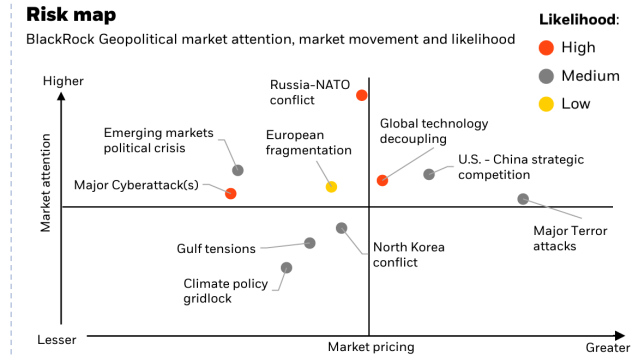 Risk map
BlackRock Geopolitical market attention, market movement and likelihood
Likelihood:
High
Medium
Low
Higher
Market attention
Lesser
Russia-NATO
conflict
Emerging markets
political crisis
European
fragmentation
Global technology
decoupling
U.S. - China strategic
competition
Major Cyberattack(s)
Major Terror
attacks
Gulf tensions
North Korea
conflict
Climate policy
gridlock
Market pricing
Greater